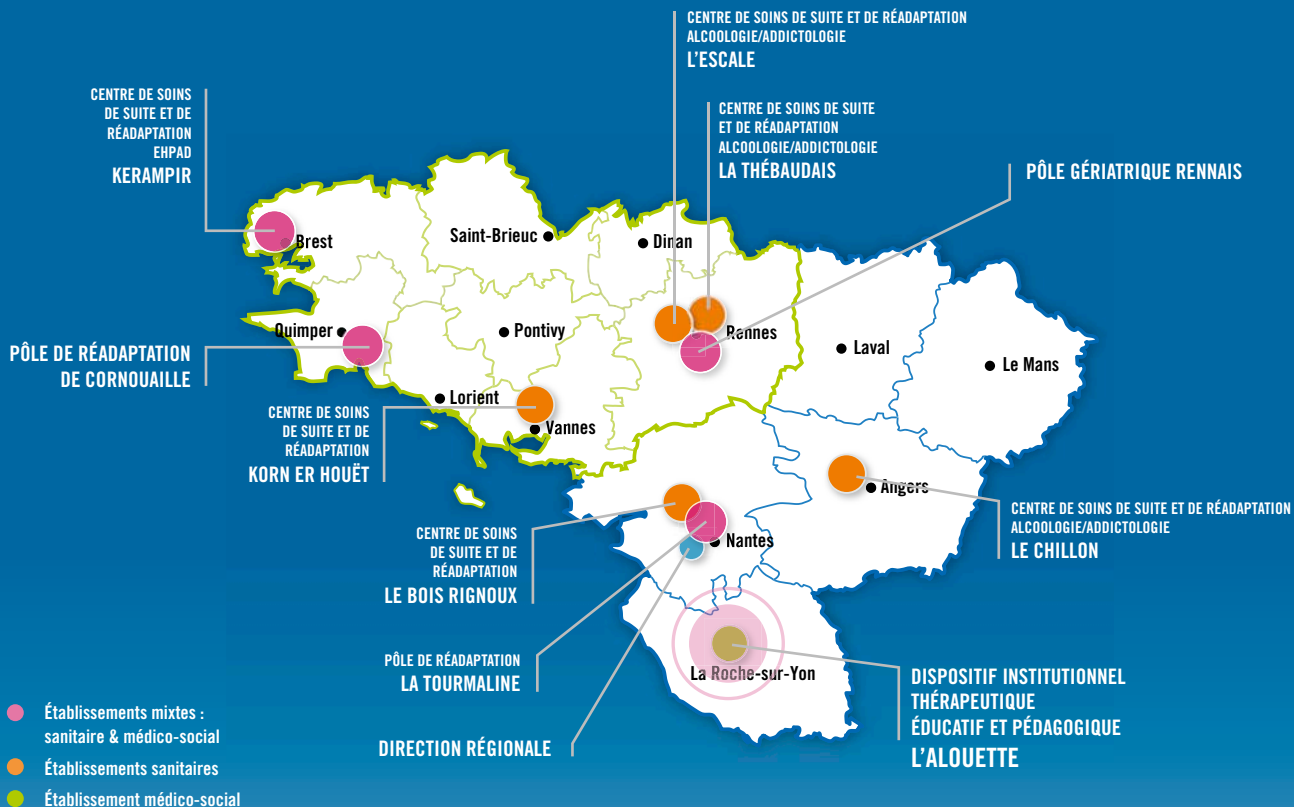 CENTRE DE SOINS DE SUITE ET DE RÉADAPTATION
ALCOOLOGIE/ADDICTOLOGIE
L'ESCALE
CENTRE DE SOINS
DE SUITE ET DE
RÉADAPTATION
EHPAD
KERAMPIR
CENTRE DE SOINS DE SUITE
ET DE RÉADAPTATION
ALCOOLOGIE/ADDICTOLOGIE
LA THÉBAUDAIS
PÔLE GÉRIATRIQUE RENNAIS
Brest
Saint-Brieuc
Dinan
Quimper
Pontivy
Rennes
Laval
Le Mans
PÔLE DE RÉADAPTATION
DE CORNOUAILLE
Lorient
Vannes
CENTRE DE SOINS
DE SUITE ET DE
RÉADAPTATION
KORN ER HOUËT
Angers
CENTRE DE SOINS DE SUITE ET DE RÉADAPTATION
ALCOOLOGIE/ADDICTOLOGIE
LE CHILLON
CENTRE DE SOINS
DE SUITE ET DE
RÉADAPTATION
LE BOIS RIGNOUX
Nantes
PÔLE DE RÉADAPTATION
LA TOURMALINE
La Roche-sur-Yon
DISPOSITIF INSTITUTIONNEL
THÉRAPEUTIQUE
ÉDUCATIF ET PÉDAGOGIQUE
L'ALOUETTE
DIRECTION RÉGIONALE
Établissements mixtes :
sanitaire & médico-social
Établissements sanitaires
Établissement médico-social